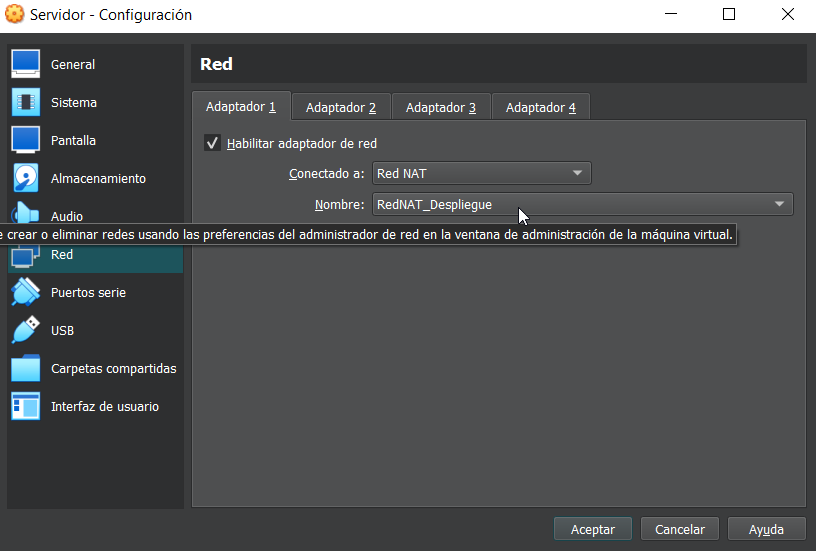 Servidor - Configuración
General
Sistema
Pantalla
Almacenamiento
Audio
Red
Puertos serie
USB
Carpetas compartidas
Interfaz de usuario
Red
Adaptador 1
Adaptador 2
Adaptador 3
Adaptador 4
Habilitar adaptador de red
Conectado a: Red NAT
Nombre: RedNAT_Despliegue
e crear o eliminar redes usando las preferencias del administrador de red en la ventana de administración de la máquina virtual.
Aceptar
Cancelar
Ayuda